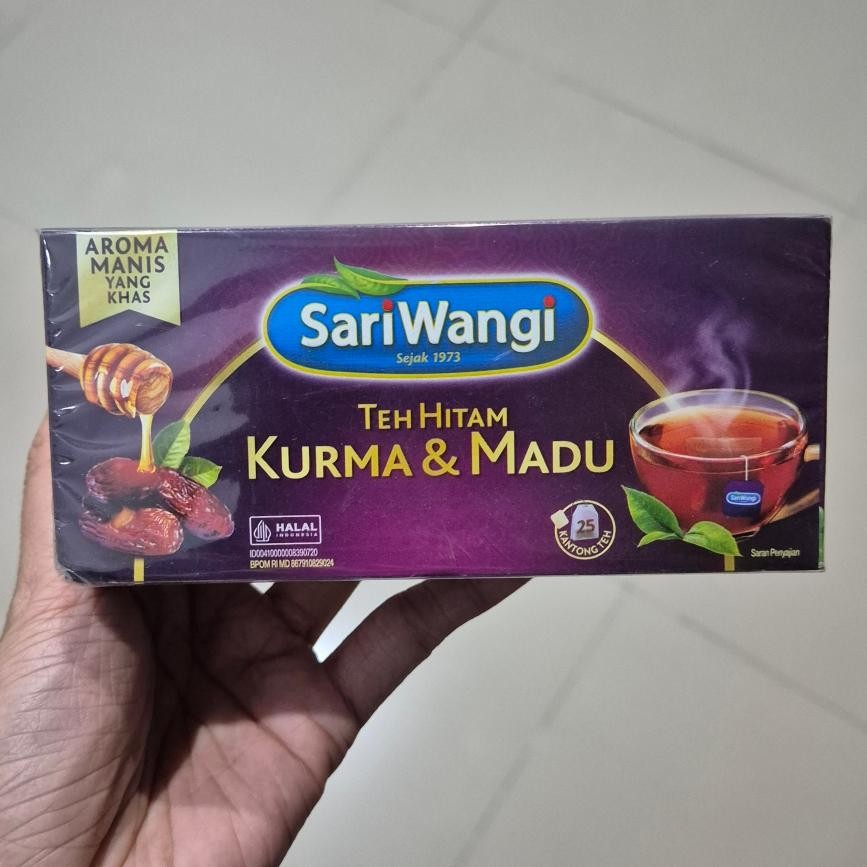 AROMA
MANIS
YANG
KHAS
SariWangi
Sejak 1973
TEH HITAM
KURMA & MADU
HALAL
INDONESIA
ID00410000008390720
BPOM RI MD 867910829024
25
KANTONG TEH
SariWangi
Saran Penyajian